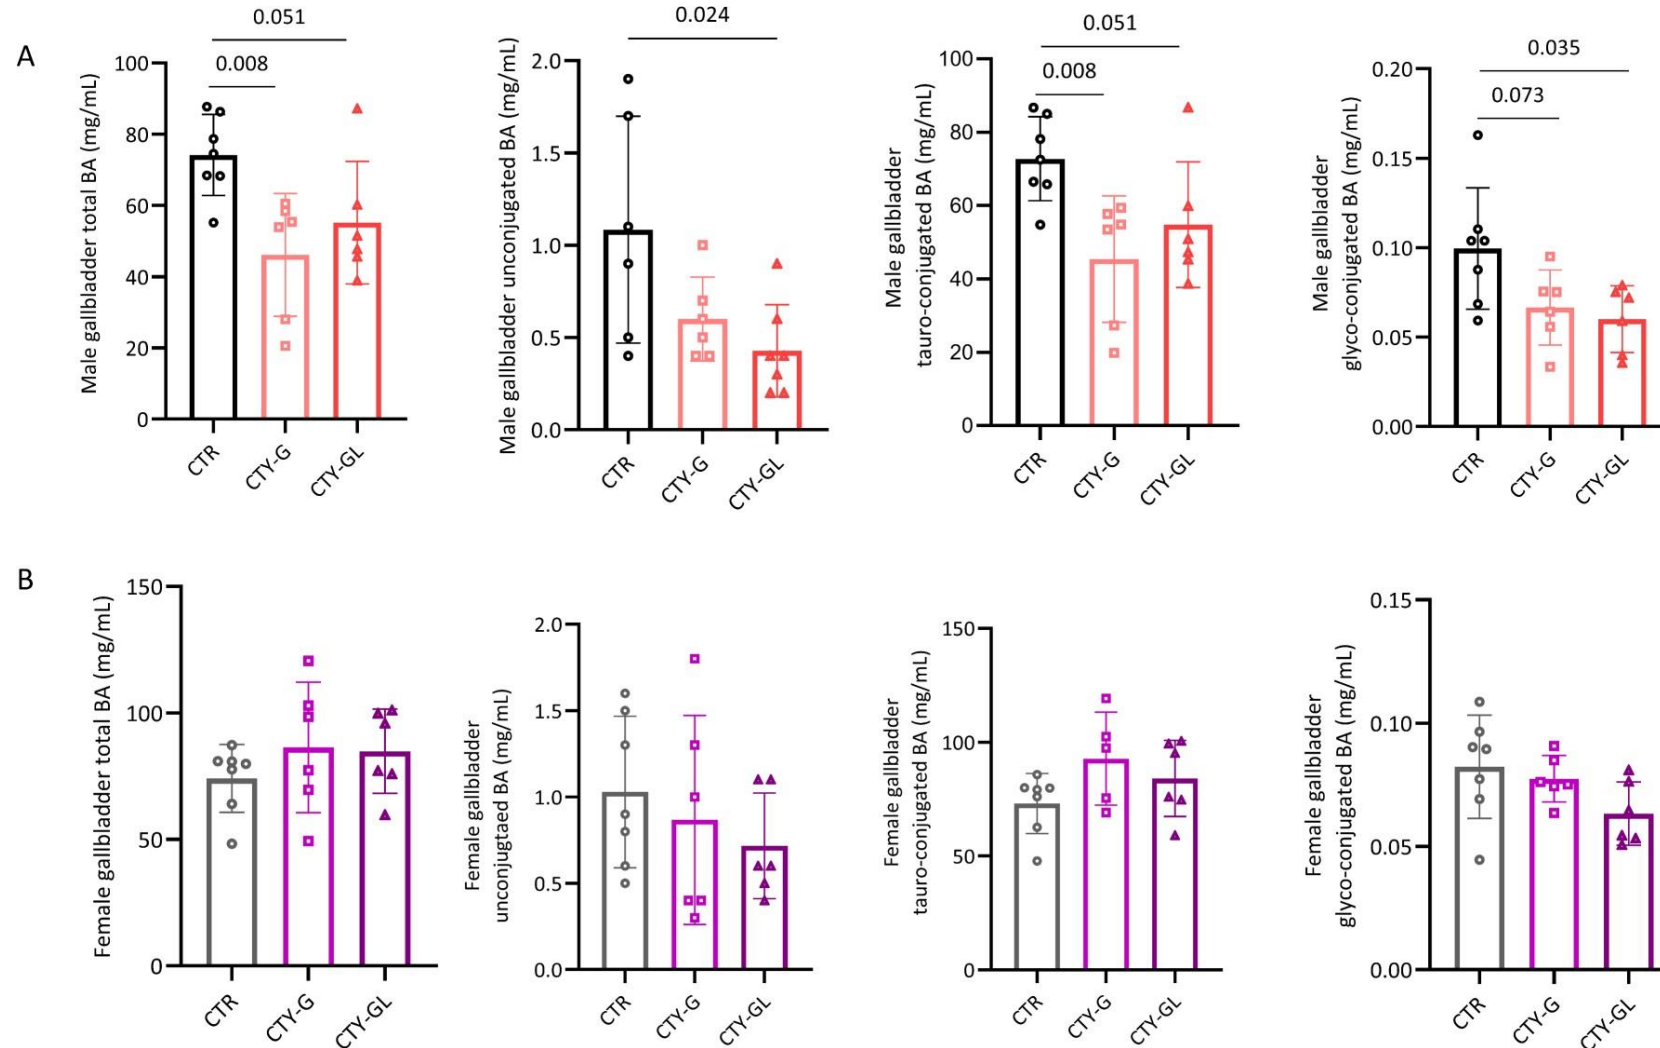 A
0.051
0.008
Male gallbladder total BA (mg/mL)
100
80
60
40
20
0
CTR
CTY-G
CTY-GL
0.024
Male gallbladder unconjugated BA (mg/mL)
2.0
1.5
1.0
0.5
0.0
CTR
CTY-G
CTY-GL
0.051
0.008
Male gallbladder
tauro-conjugated BA (mg/mL)
100
80
60
40
20
0
CTR
CTY-G
CTY-GL
0.035
0.073
Male gallbladder
glyco-conjugated BA (mg/mL)
0.20
0.15
0.10
0.05
0.00
CTR
CTY-G
CTY-GL
B
Female gallbladder total BA (mg/mL)
150
100
50
0
CTR
CTY-G
CTY-GL
Female gallbladder
unconjugtaed BA (mg/mL)
2.0
1.5
1.0
0.5
0.0
CTR
CTY-G
CTY-GL
Female gallbladder
tauro-conjugated BA (mg/mL)
150
100
50
0
CTR
CTY-G
CTY-GL
Female gallbladder
glyco-conjugated BA (mg/mL)
0.15
0.10
0.05
0.00
CTR
CTY-G
CTY-GL